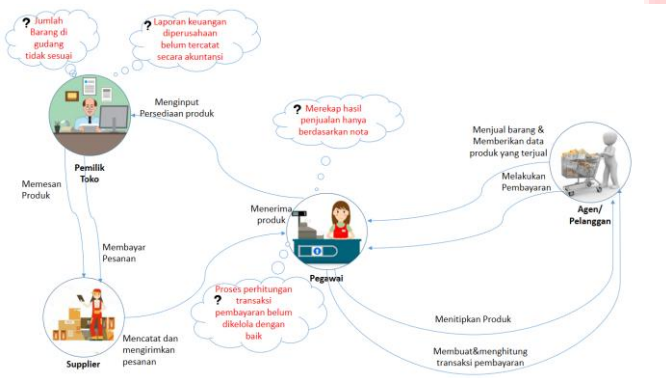 ? Jumlah
Barang di
gudang
tidak sesuai
? Laporan keuangan
diperusahaan
belum tercatat
secara akuntansi
Menginput
Persediaan produk
? Merekap hasil
penjualan hanya
berdasarkan nota
Menjual barang &
Memberikan data
produk yang terjual
Melakukan
Pembayaran
Pemilik
Toko
Agen/
Pelanggan
Memesan
Produk
Menerima
produk
Membayar
Pesanan
Pegawai
Proses perhitungan
? transaksi
pembayaran belum
dikelola dengan
baik
Menitipkan Produk
Mencatat dan
mengirimkan
pesanan
Supplier
Membuat&menghitung
transaksi pembayaran